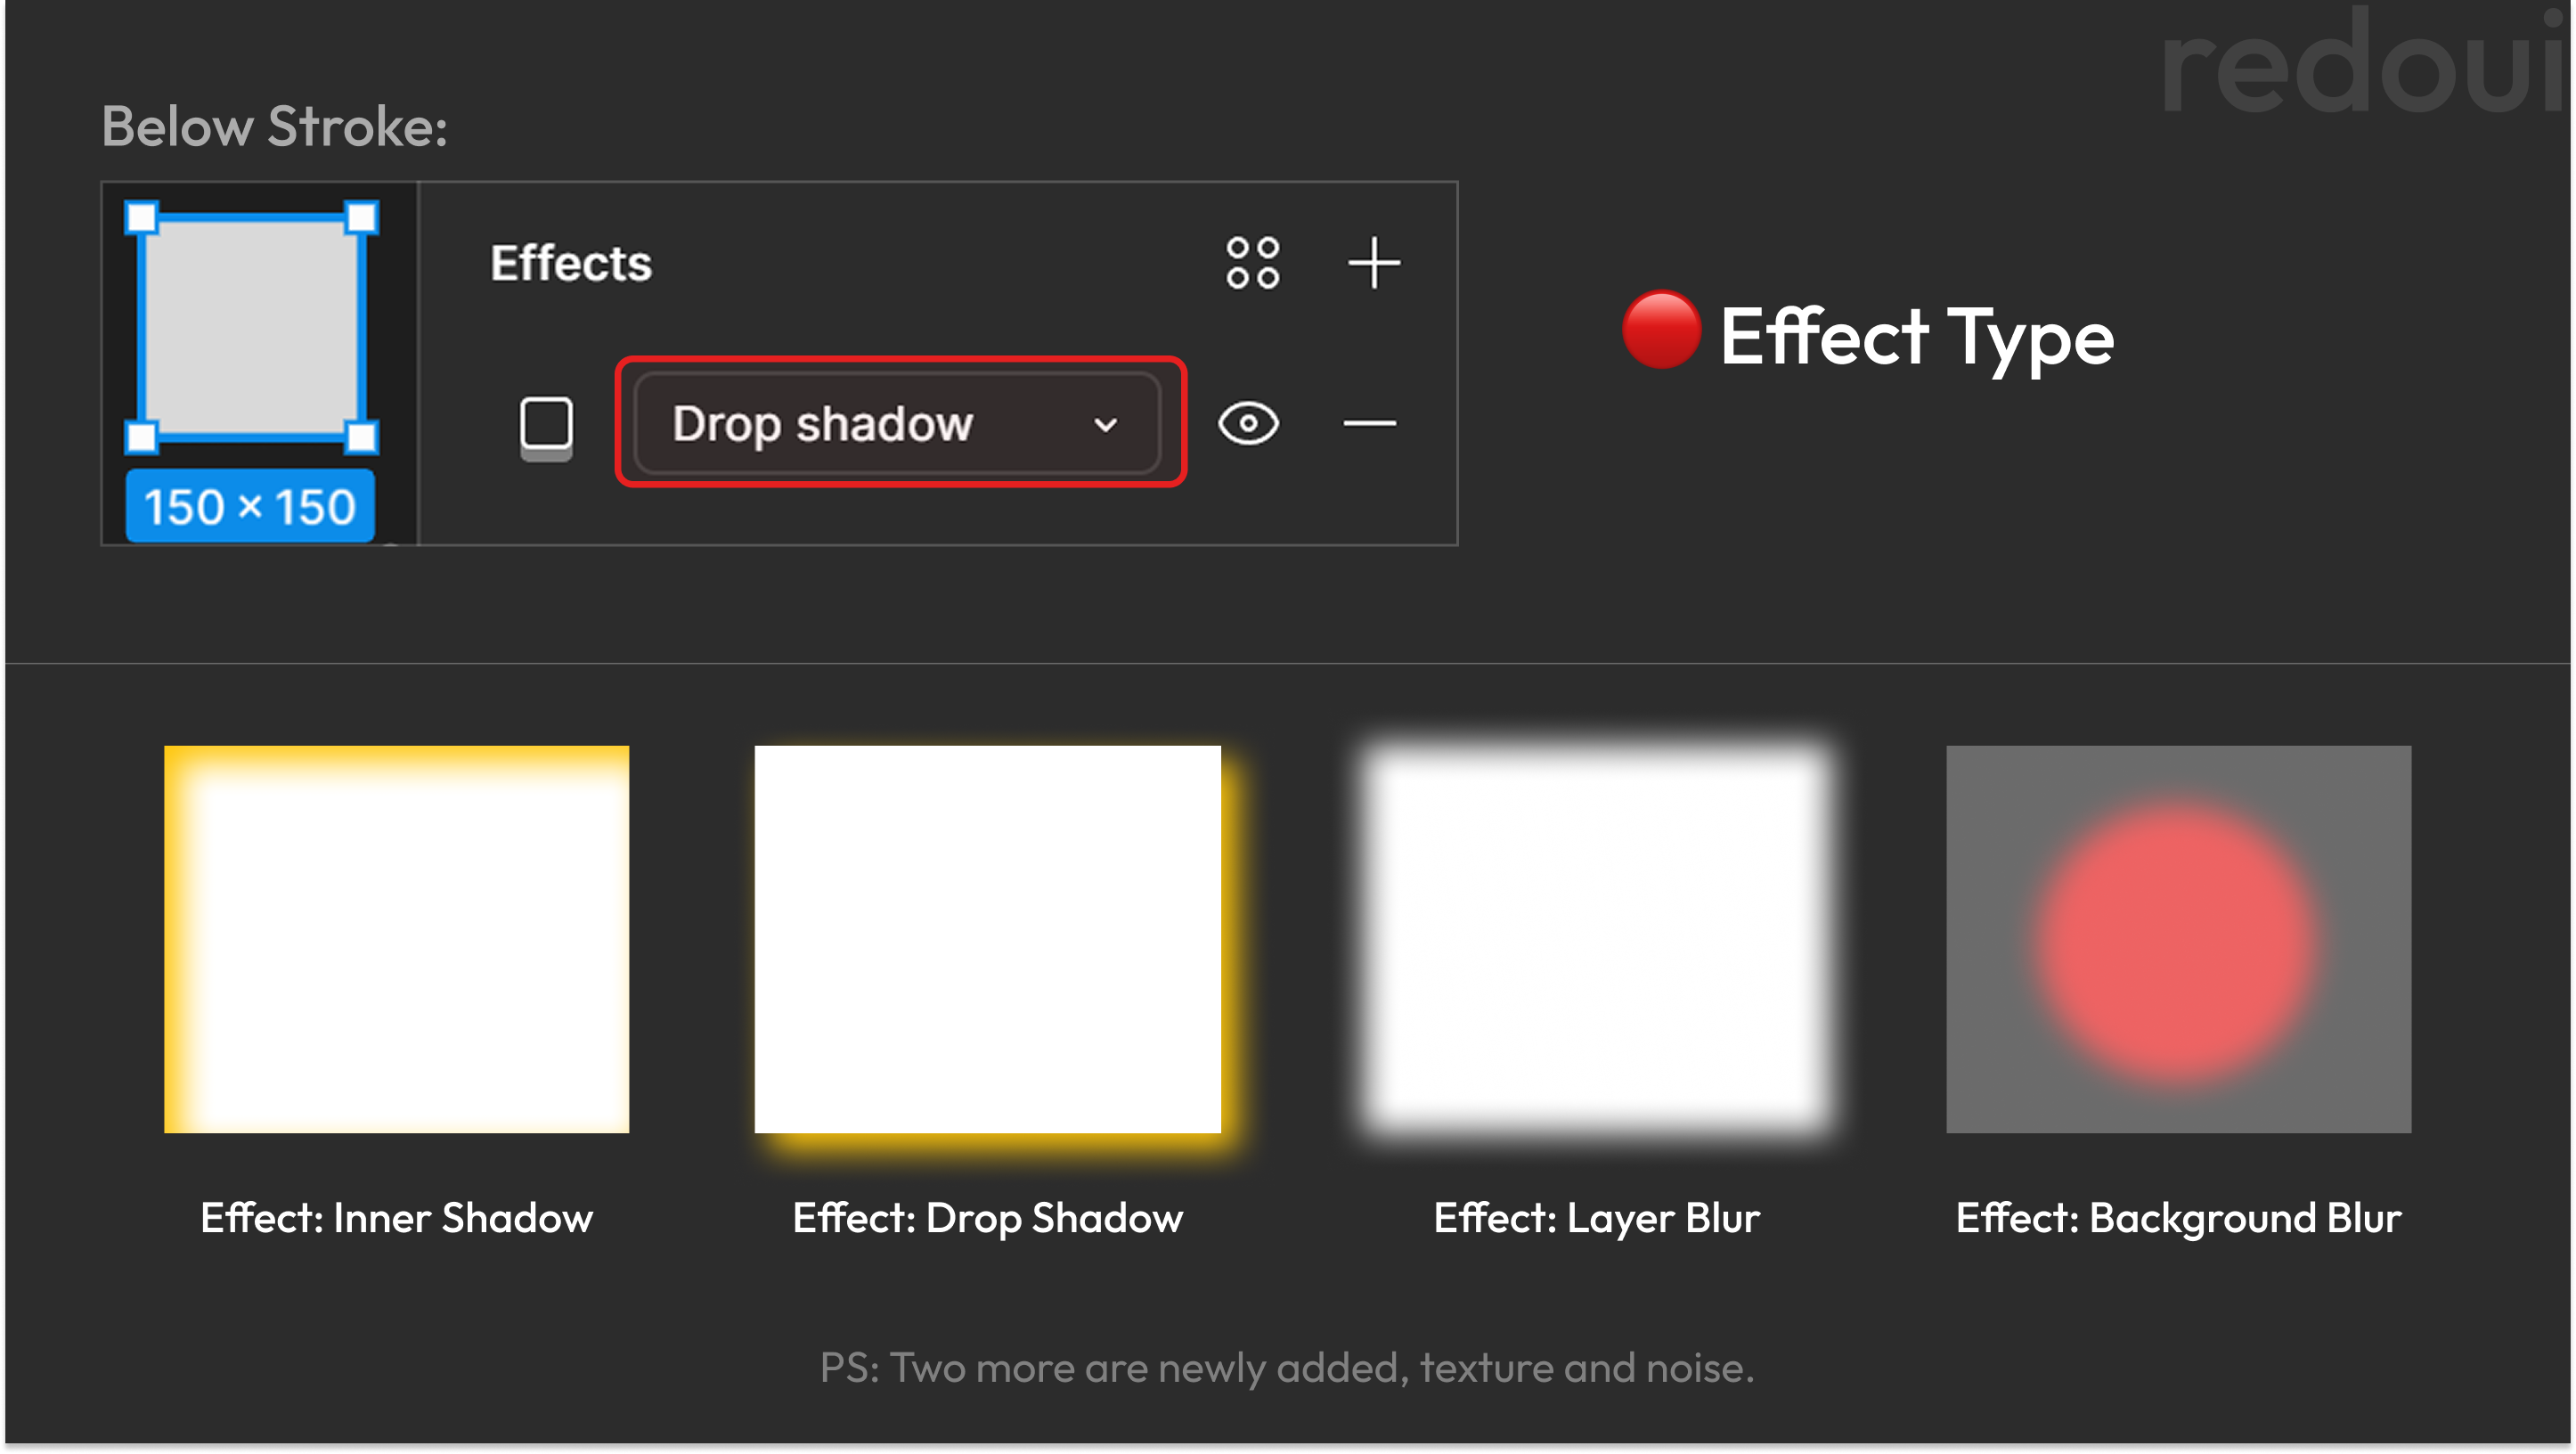 redoui
Below Stroke:
Effects
Drop shadow
150 × 150
Effect Type
Effect: Inner Shadow
Effect: Drop Shadow
Effect: Layer Blur
Effect: Background Blur
PS: Two more are newly added, texture and noise.